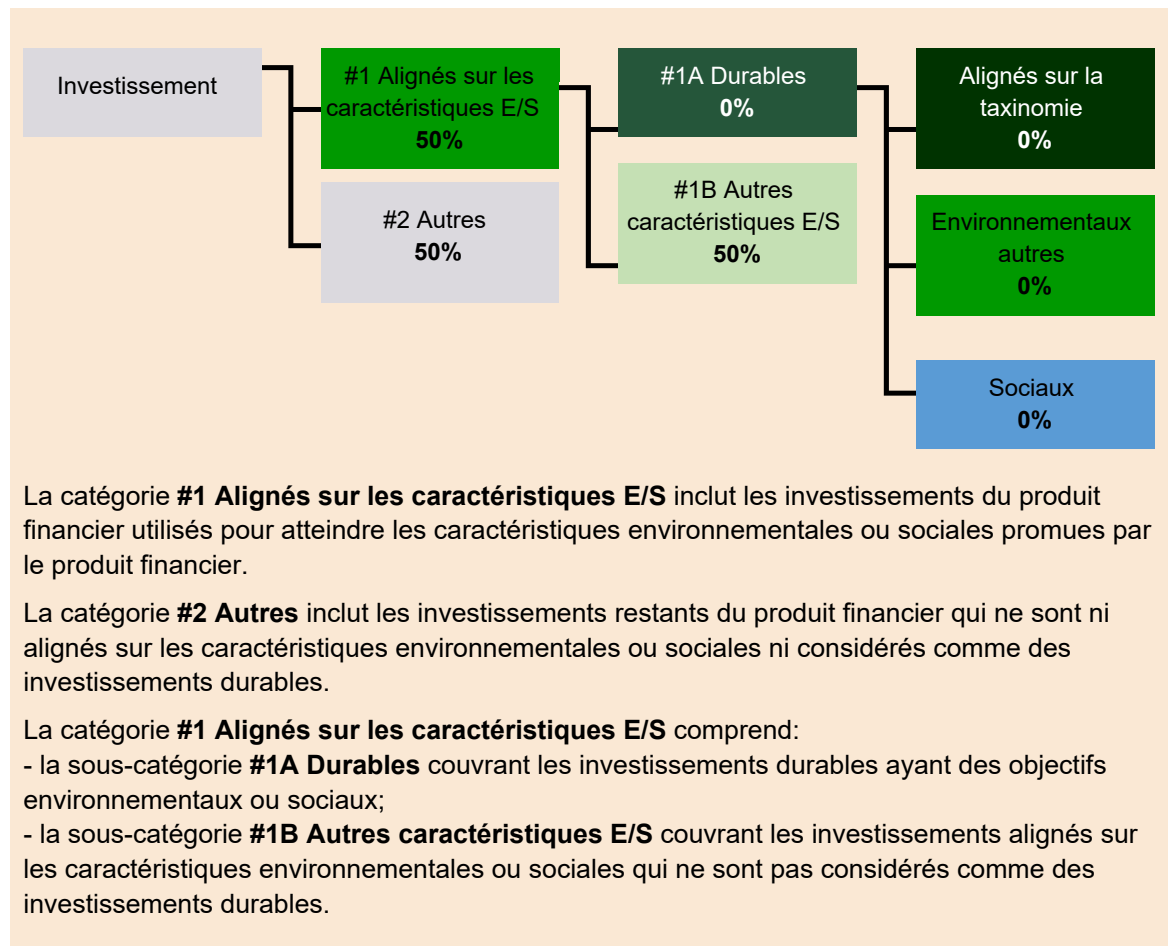 Investissement
#1 Alignés sur les
caractéristiques E/S
50%
#2 Autres
50%
#1A Durables
0%
#1B Autres
caractéristiques E/S
50%
Alignés sur la
taxinomie
0%
Environnementaux
autres
0%
Sociaux
0%
La catégorie #1 Alignés sur les caractéristiques E/S inclut les investissements du produit
financier utilisés pour atteindre les caractéristiques environnementales ou sociales promues par
le produit financier.
La catégorie #2 Autres inclut les investissements restants du produit financier qui ne sont ni
alignés sur les caractéristiques environnementales ou sociales ni considérés comme des
investissements durables.
La catégorie #1 Alignés sur les caractéristiques E/S comprend:
- la sous-catégorie #1A Durables couvrant les investissements durables ayant des objectifs
environnementaux ou sociaux;
- la sous-catégorie #1B Autres caractéristiques E/S couvrant les investissements alignés sur
les caractéristiques environnementales ou sociales qui ne sont pas considérés comme des
investissements durables.